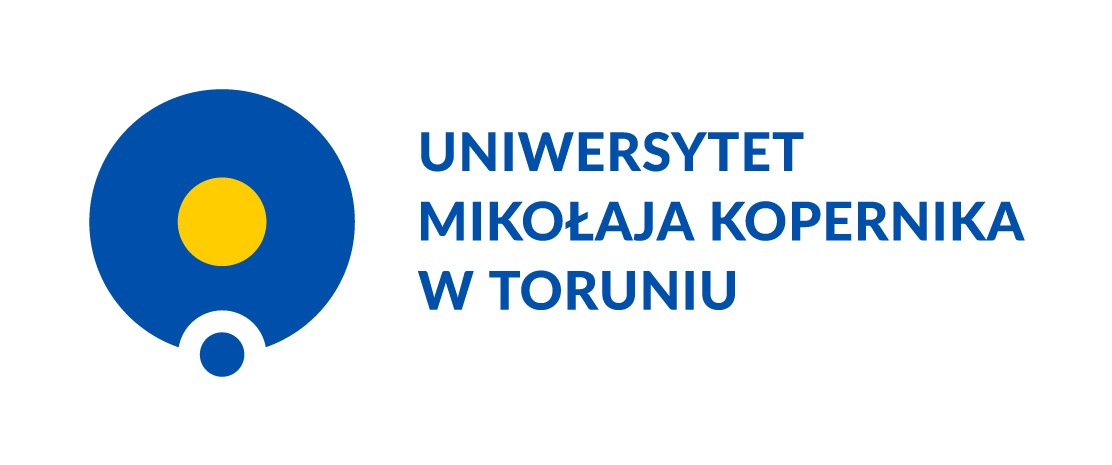 UNIWERSYTET
MIKOŁAJA KOPERNIKA
W TORUNIU